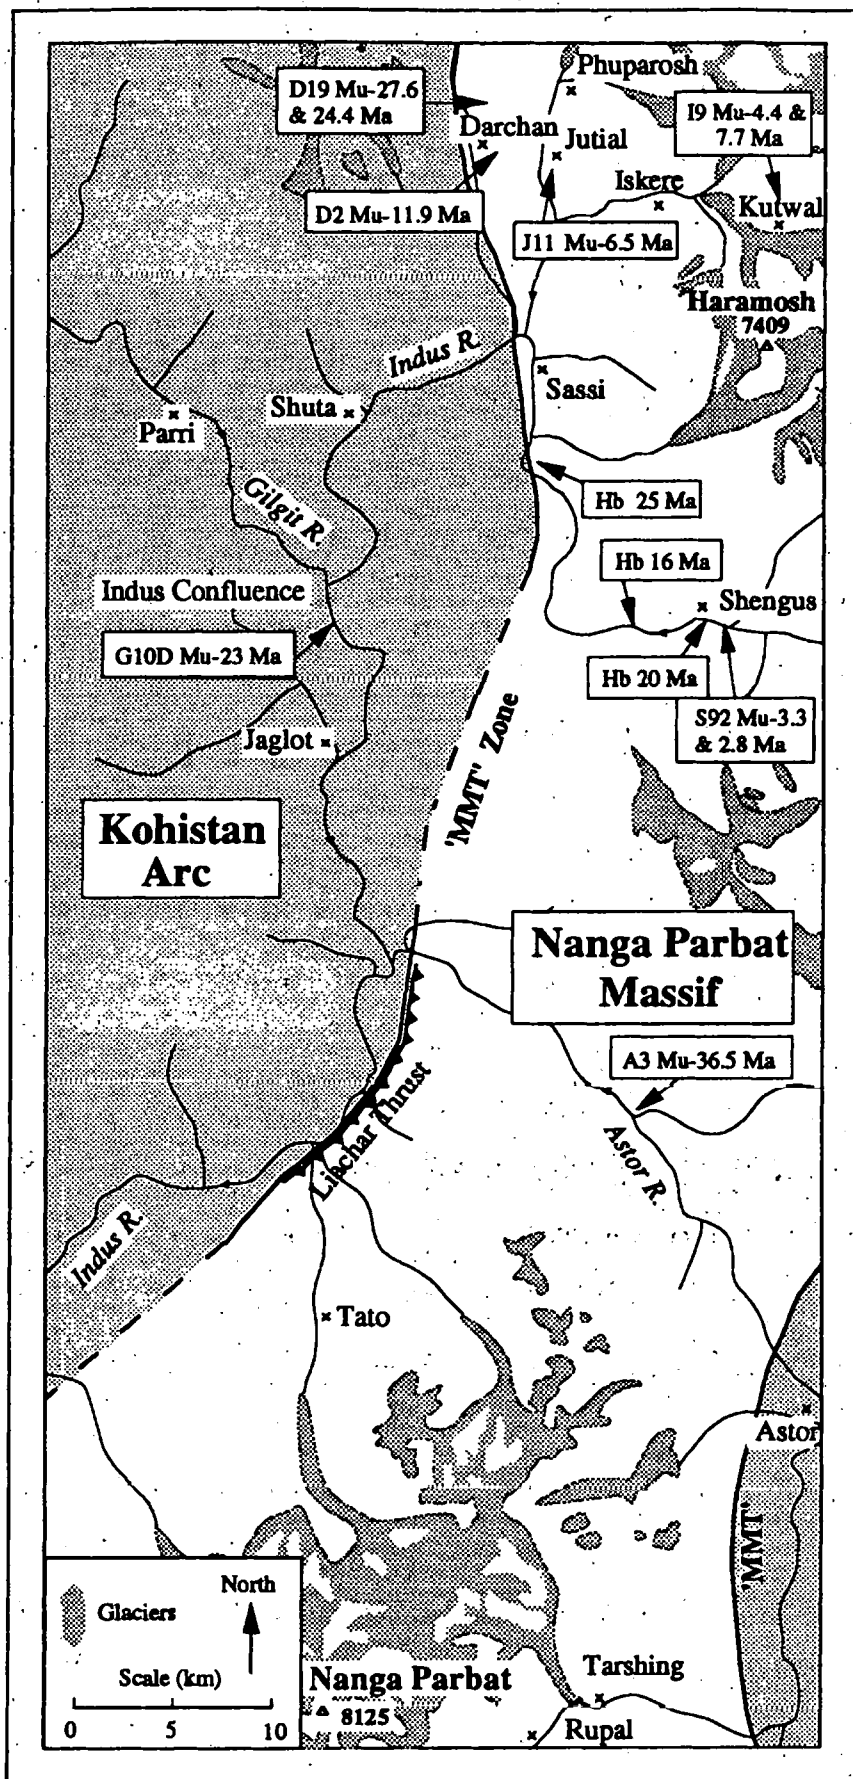 Phuparosh
D19 Mu-27.6
& 24.4 Ma
I9 Mu-4.4 &
7.7 Ma
Darchan
Jutial
Iskere
D2 Mu-11.9 Ma
Kutwal
J11 Mu-6.5 Ma
Haramosh
7409
Indus R.
Sassi
Shuta
Parri
Hb 25 Ma
Gilgit R.
Hb 16 Ma
Indus Confluence
Shengus
G10D Mu-23 Ma
Hb 20 Ma
S92 Mu-3.3
& 2.8 Ma
Jaglot
'MMT' Zone
Kohistan
Arc
Nanga Parbat
Massif
A3 Mu-36.5 Ma
Liachar Thrust
Astor R.
Indus R.
Tato
Astor
'MMT'
North
Glaciers
Scale (km)
0 5 10
Nanga Parbat
8125
Tarshing
Rupal